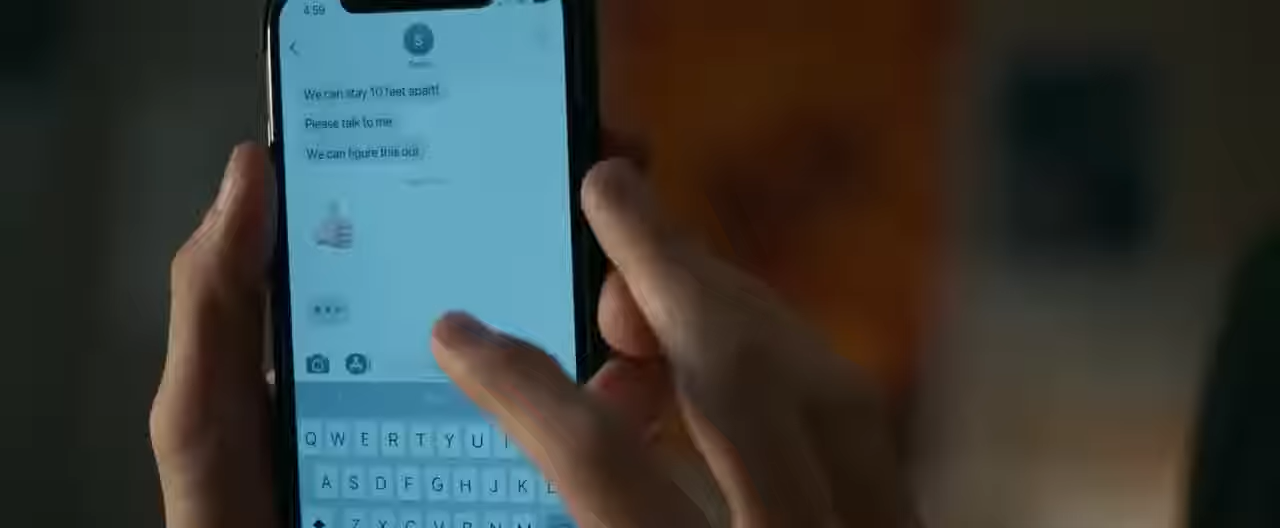 4:59
S
We can stay 10 feet apart!
Please talk to me
We can figure this out
Q W E R T Y U I
A S D F G H J K L
Z X C V B N M